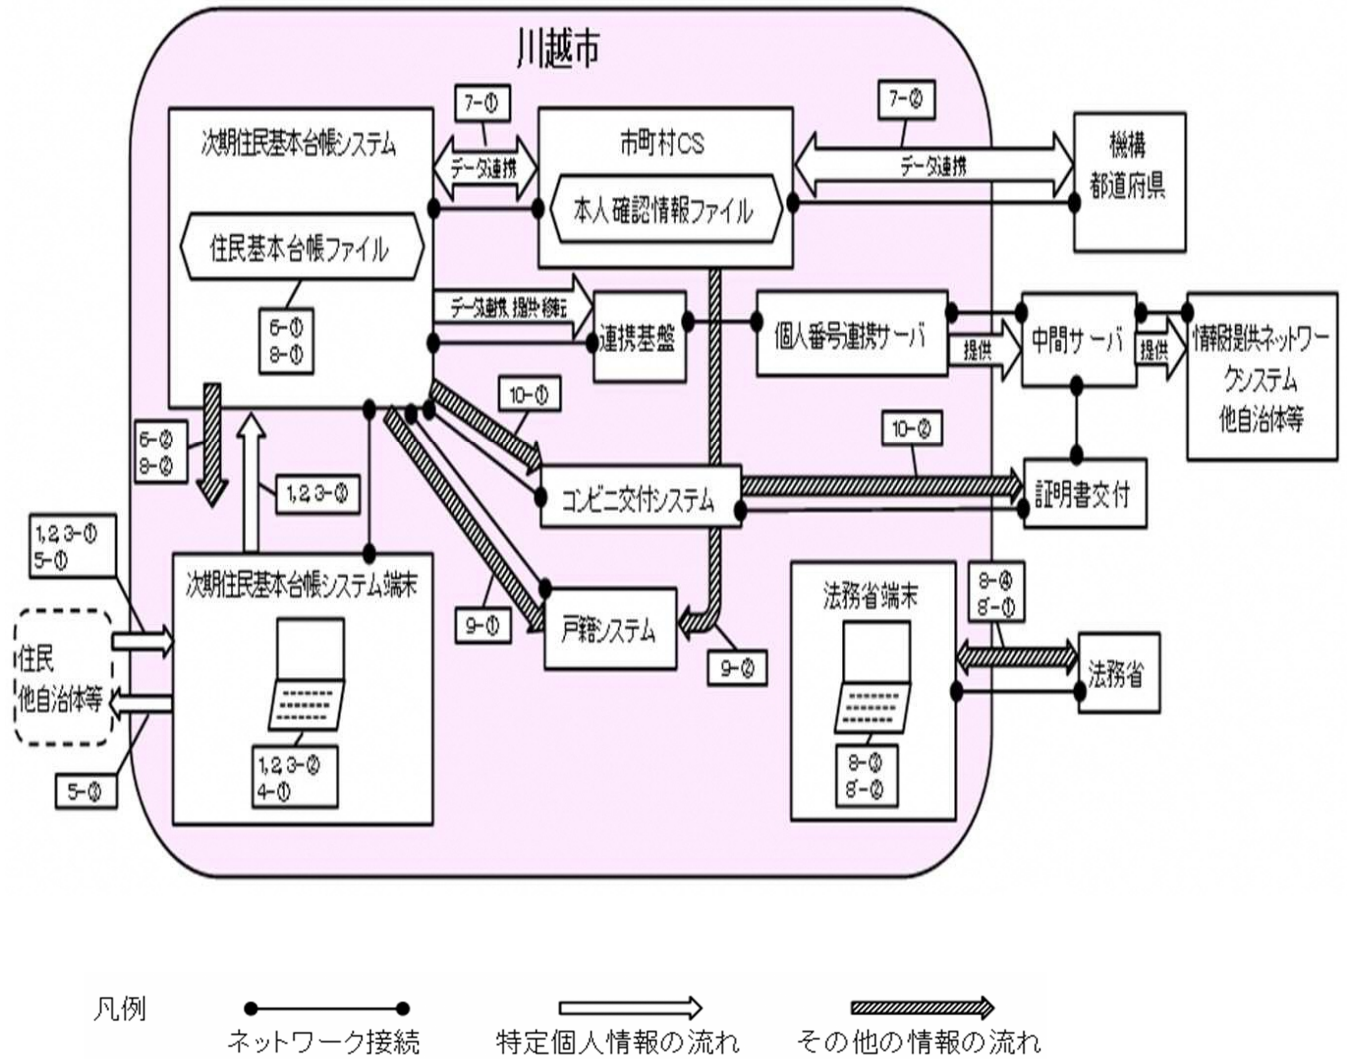 川越市
7-①
7-②
次期住民基本台帳システム
データ連携
市町村CS
データ連携
機構
都道府県
本人確認情報ファイル
住民基本台帳ファイル
6-①
8-①
データ連携、提供・移転
連携基盤
個人番号連携サーバ
提供
中間サーバ
提供
情報提供ネットワー
クシステム
他自治体等
10-①
6-②
8-②
10-②
1,2,3-③
コンビニ交付システム
証明書交付
1,2,3-①
5-①
次期住民基本台帳システム端末
法務省端末
8-④
8'-①
9-①
戸籍システム
住民
他自治体等
9-②
法務省
1,2,3-②
4-①
8-③
8'-②
凡例
ネットワーク接続
特定個人情報の流れ
その他の情報の流れ